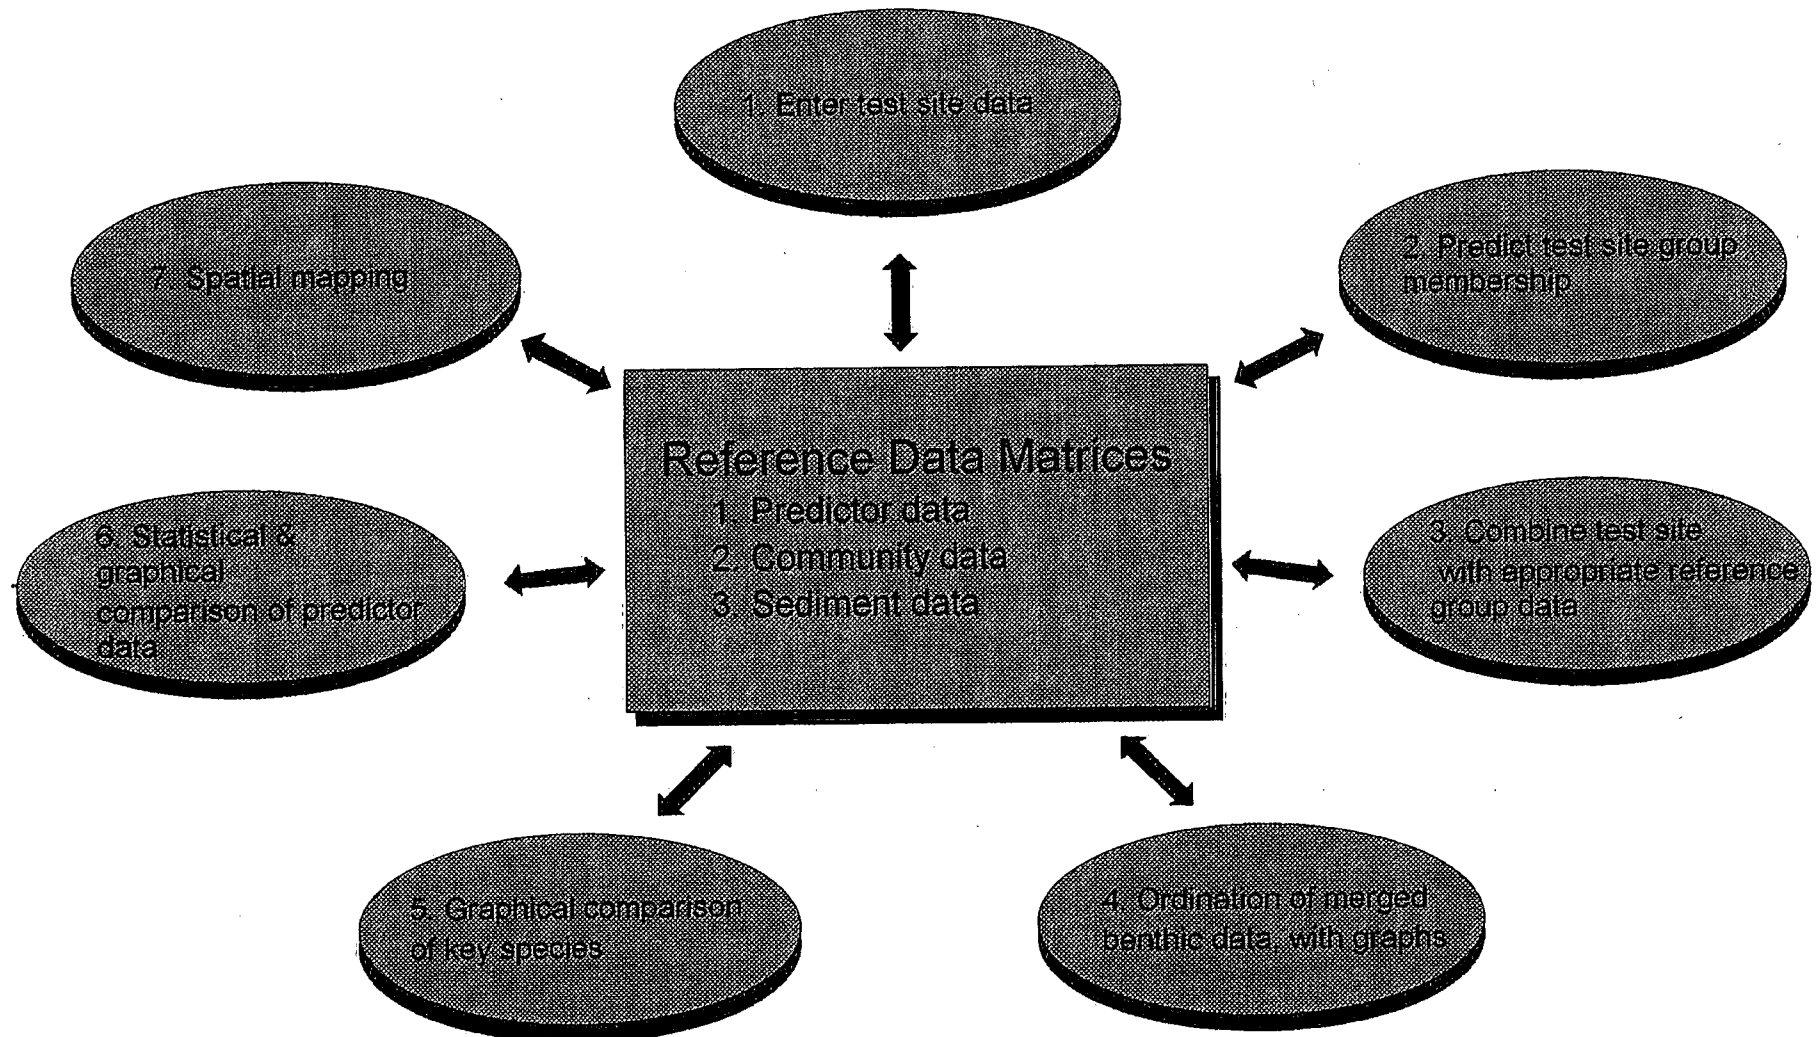 1. Enter test site data
2. Predict test site group
membership
3. Combine test site
with appropriate reference
group data
4. Ordination of merged
benthic data, with graphs
5. Graphical comparison
of key species
6. Statistical &
graphical
comparison of predictor
data
7. Spatial mapping
Reference Data Matrices
1. Predictor data
2. Community data
3. Sediment data